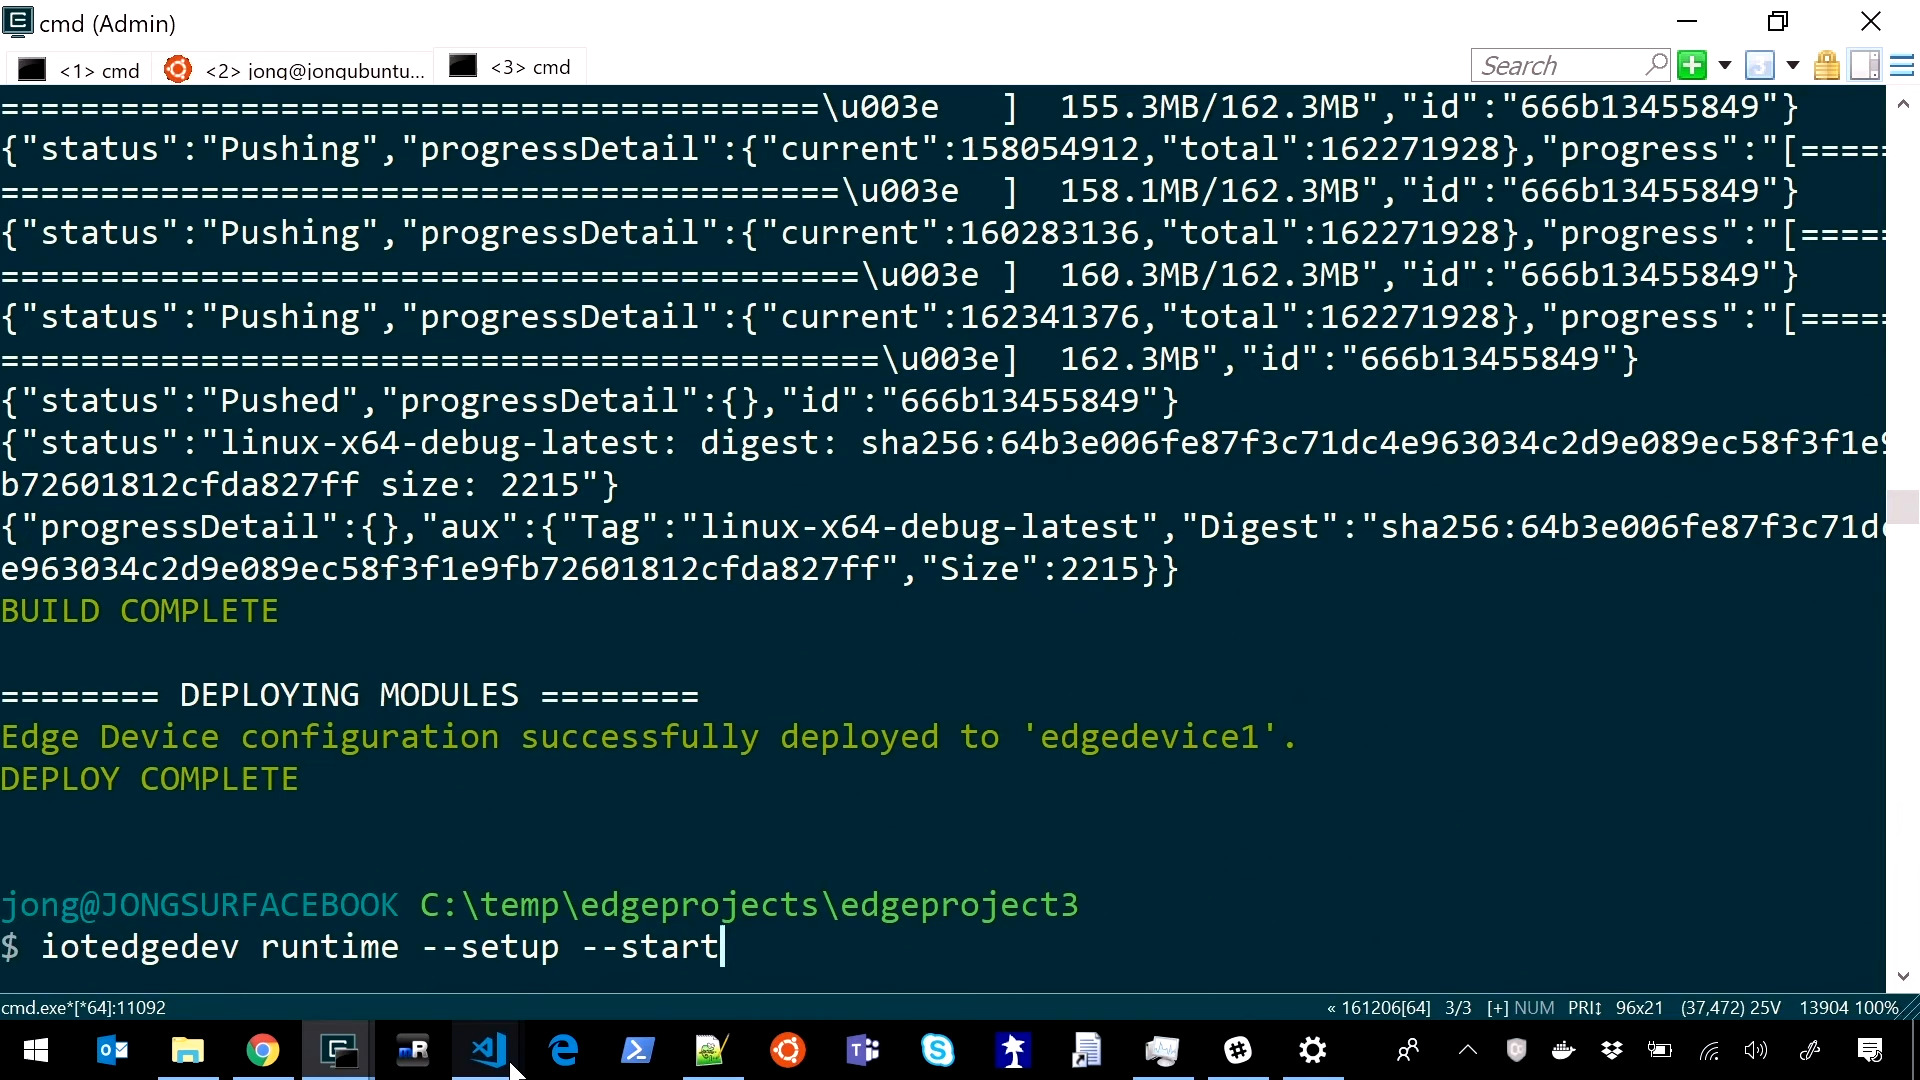 cmd (Admin)
<1> cmd
<2> jong@jongubuntu...
<3> cmd
Search
========================================\u003e ] 155.3MB/162.3MB","id":"666b13455849"}
{"status":"Pushing","progressDetail":{"current":158054912,"total":162271928},"progress":"[=====
==========================================\u003e ] 158.1MB/162.3MB","id":"666b13455849"}
{"status":"Pushing","progressDetail":{"current":160283136,"total":162271928},"progress":"[=====
===========================================\u003e ] 160.3MB/162.3MB","id":"666b13455849"}
{"status":"Pushing","progressDetail":{"current":162341376,"total":162271928},"progress":"[=====
============================================\u003e] 162.3MB","id":"666b13455849"}
{"status":"Pushed","progressDetail":{},"id":"666b13455849"}
{"status":"linux-x64-debug-latest: digest: sha256:64b3e006fe87f3c71dc4e963034c2d9e089ec58f3f1e9
b72601812cfda827ff size: 2215"}
{"progressDetail":{},"aux":{"Tag":"linux-x64-debug-latest","Digest":"sha256:64b3e006fe87f3c71dc
e963034c2d9e089ec58f3f1e9fb72601812cfda827ff","Size":2215}}
BUILD COMPLETE
======== DEPLOYING MODULES ========
Edge Device configuration successfully deployed to 'edgedevice1'.
DEPLOY COMPLETE
jong@JONGSURFACEBOOK C:\temp\edgeprojects\edgeproject3
$ iotedgedev runtime --setup --start
cmd.exe*[*64]:11092
« 161206[64] 3/3 [+] NUM PRI↕ 96x21 (37,472) 25V 13904 100%